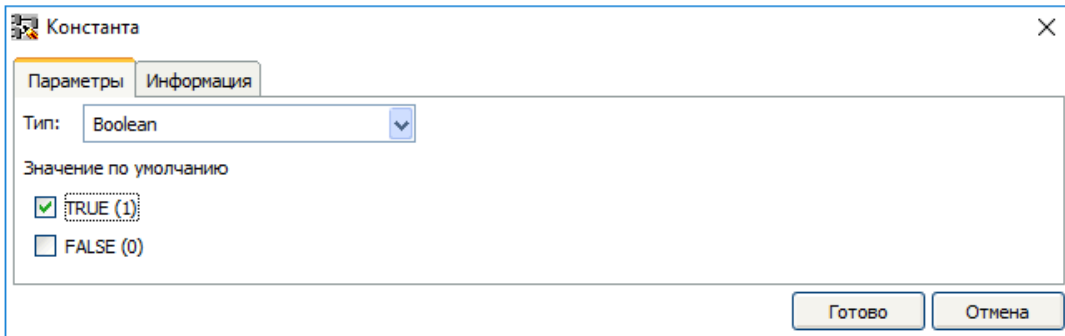 Константа
Параметры Информация
Тип: Boolean
Значение по умолчанию
TRUE (1)
FALSE (0)
Готово Отмена